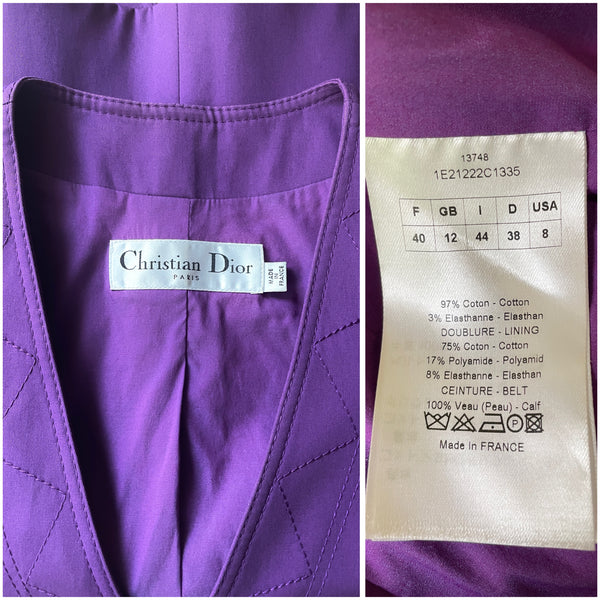 Christian Dior
PARIS
MADE
IN
FRANCE
13748
1E21222C1335
F GB I D USA
40 12 44 38 8
97% Coton - Cotton
3% Elasthanne - Elasthan
DOUBLURE - LINING
75% Coton - Cotton
17% Polyamide - Polyamid
8% Elasthanne - Elasthan
CEINTURE - BELT
100% Veau (Peau) - Calf
P
Made in FRANCE